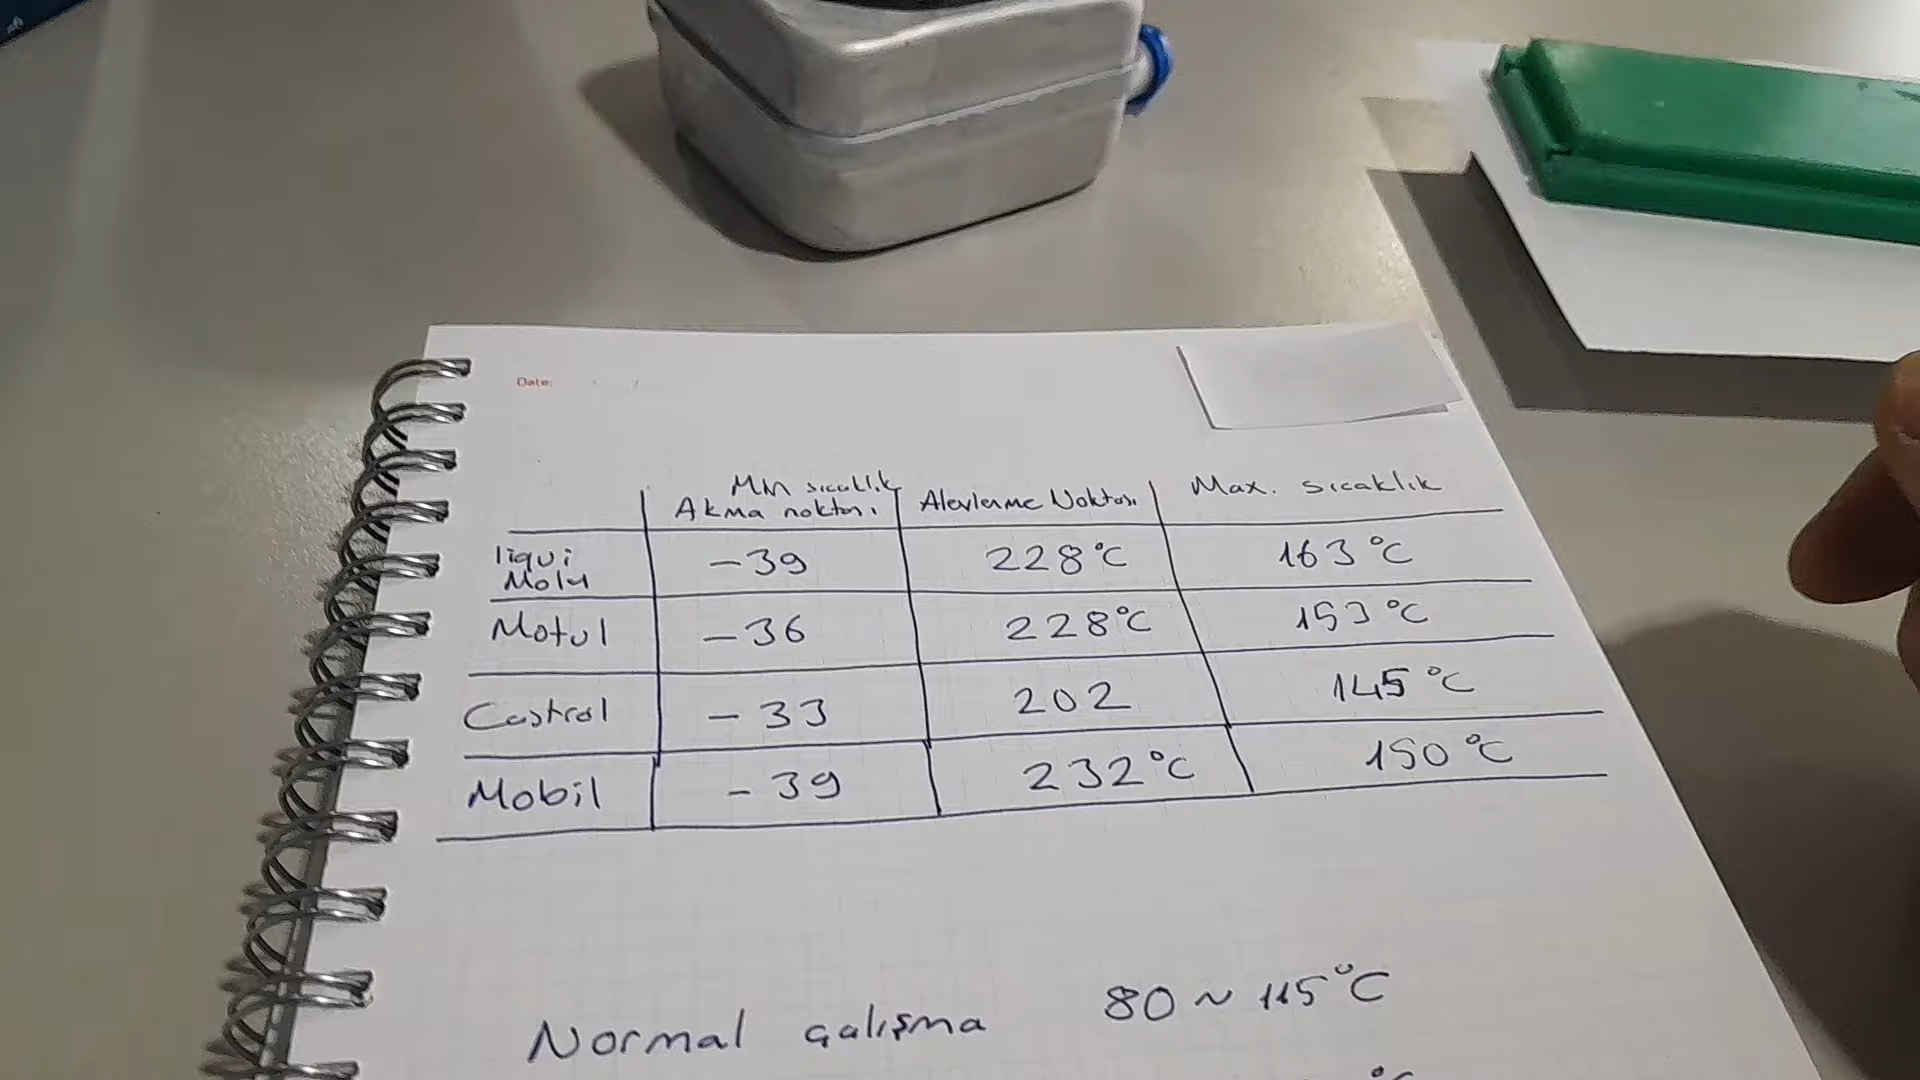 Date:
Min sıcaklık
Akma noktası Alevlenme Noktası Max. sıcaklık
liqui Moly -39 228°C 163°C
Motul -36 228°C 153°C
Castrol -33 202 145°C
Mobil -39 232°C 150°C
Normal çalışma 80 ~ 115°C